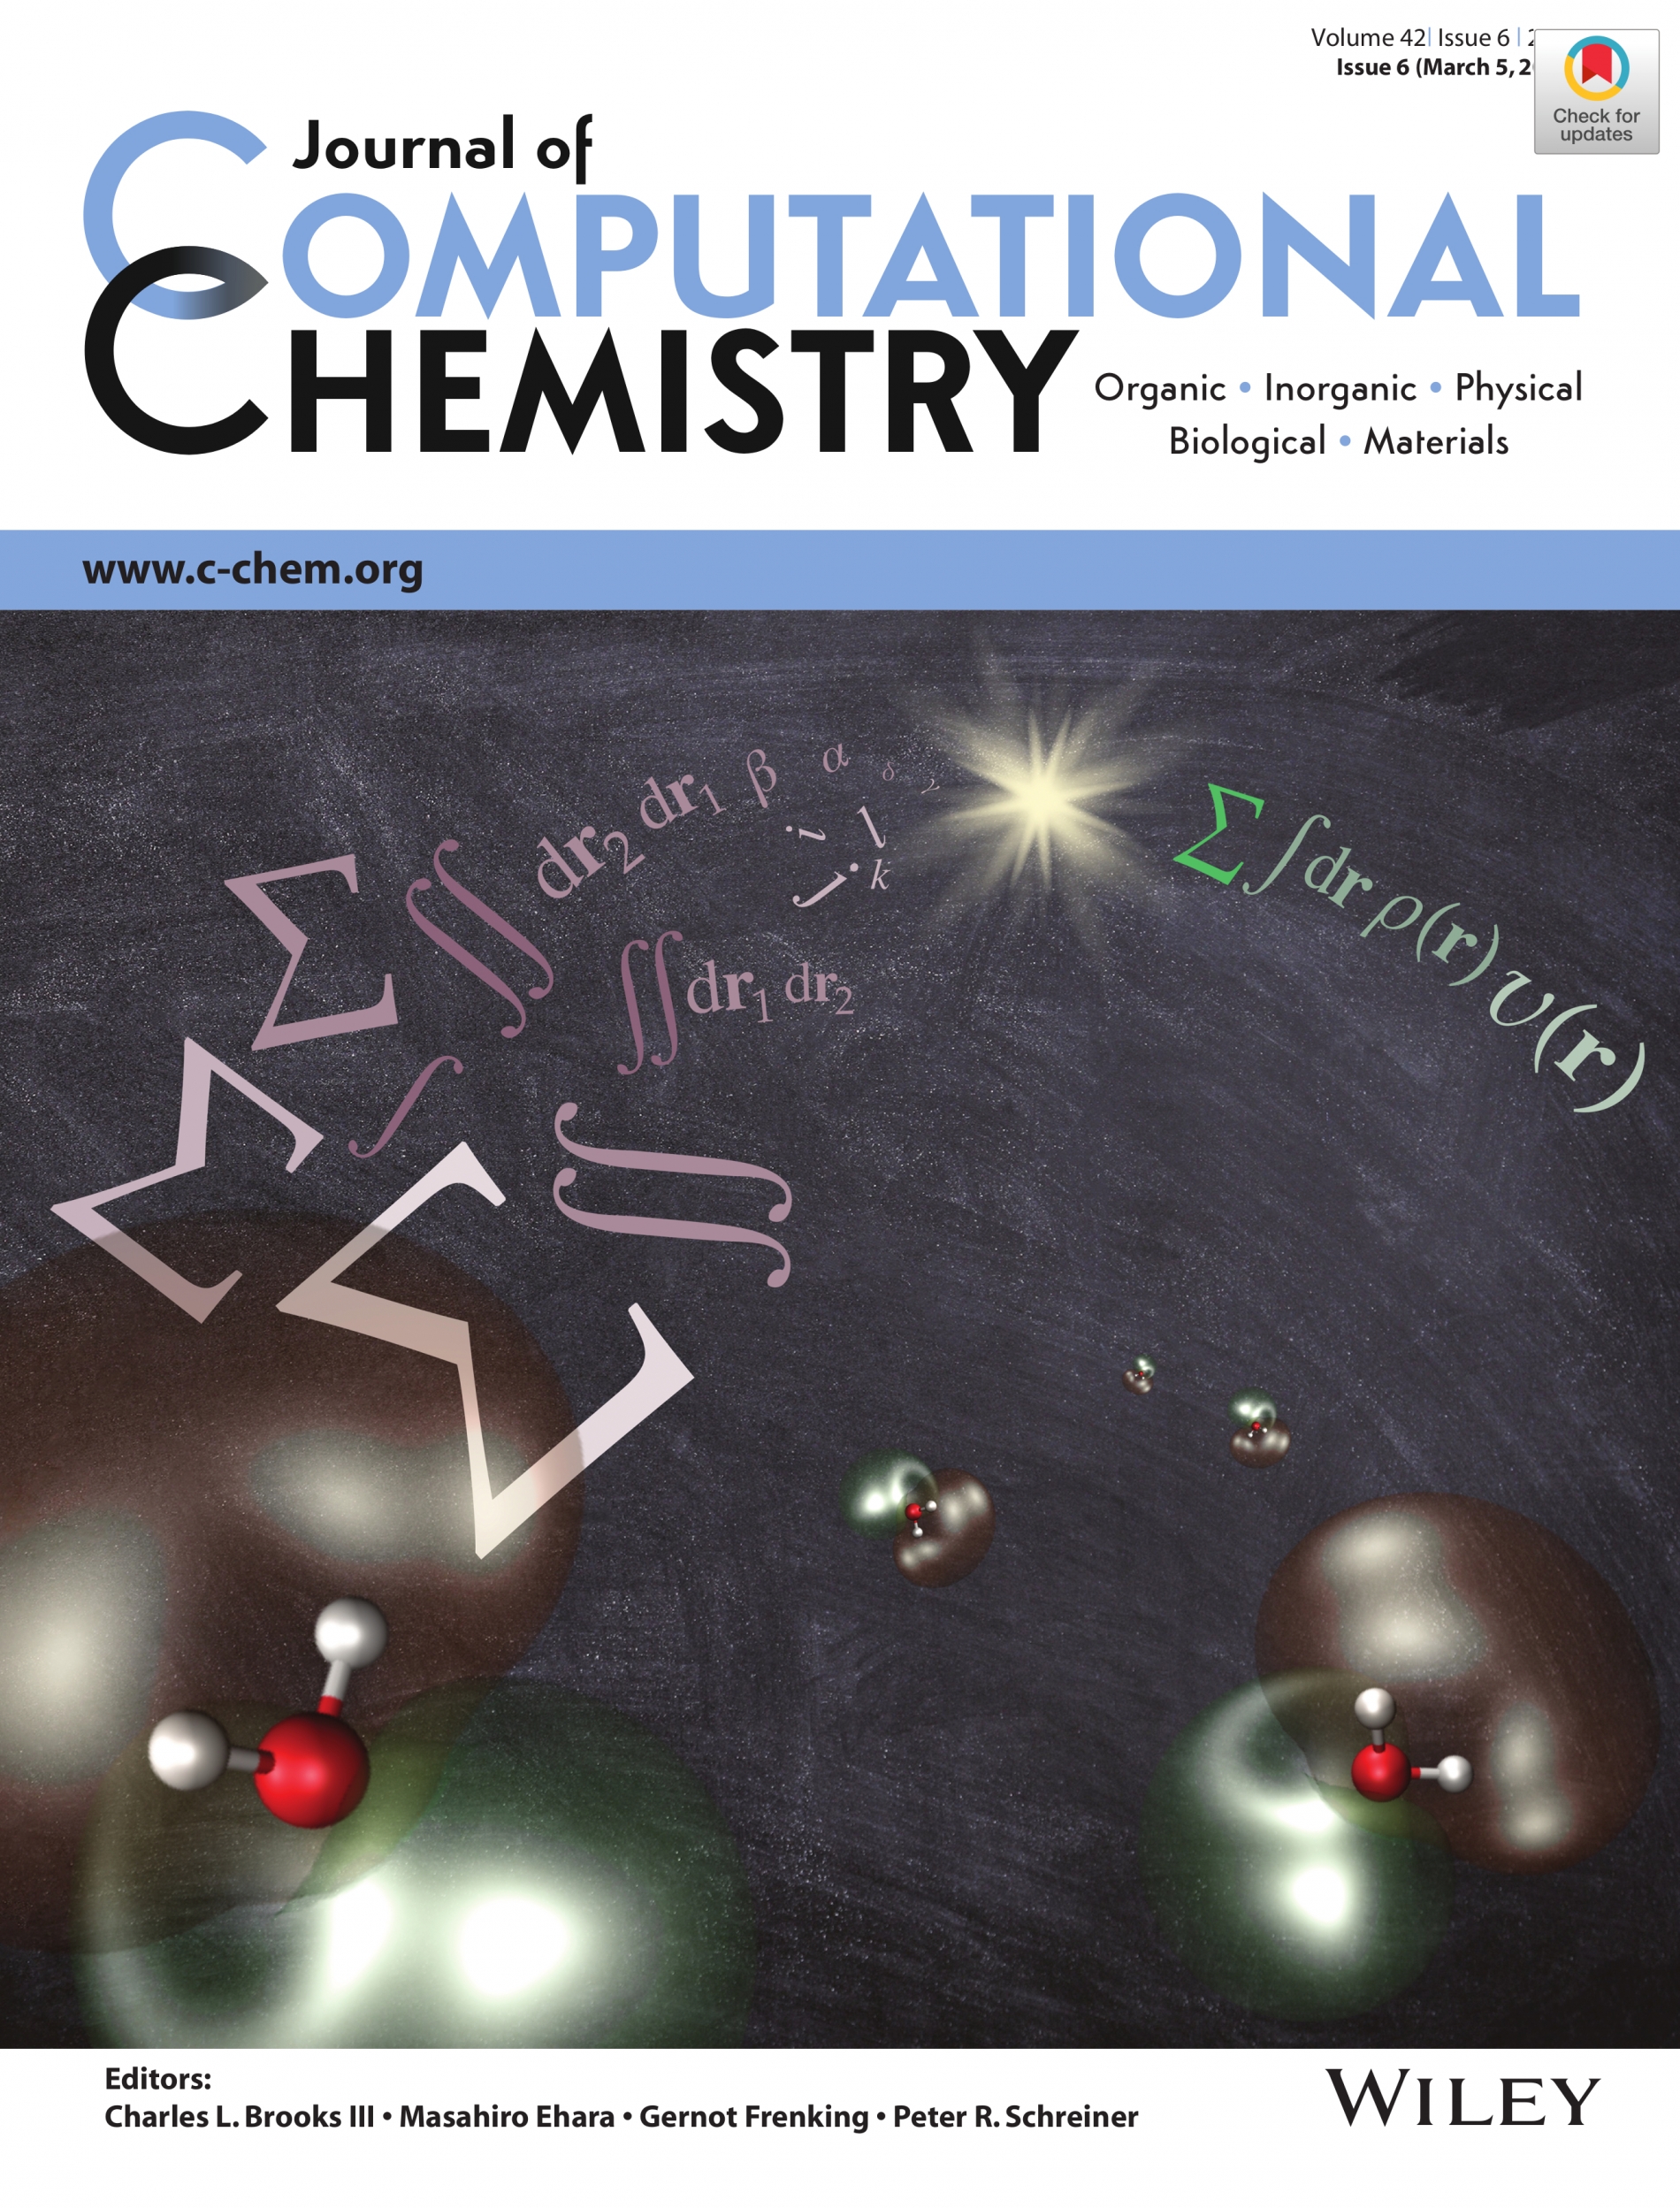 Volume 42| Issue 6 |
Issue 6 (March 5,
Check for
updates
Journal of
COMPUTATIONAL
CHEMISTRY
Organic • Inorganic • Physical
Biological • Materials
www.c-chem.org
Σ ∬ dr₂ dr₁ β α δ 2
i l
j k
∬ dr₁ dr₂
Σ ∫
Σ ∬
Σ ∫ dr ρ(r) υ(r)
Editors:
Charles L. Brooks III • Masahiro Ehara • Gernot Frenking • Peter R. Schreiner
WILEY